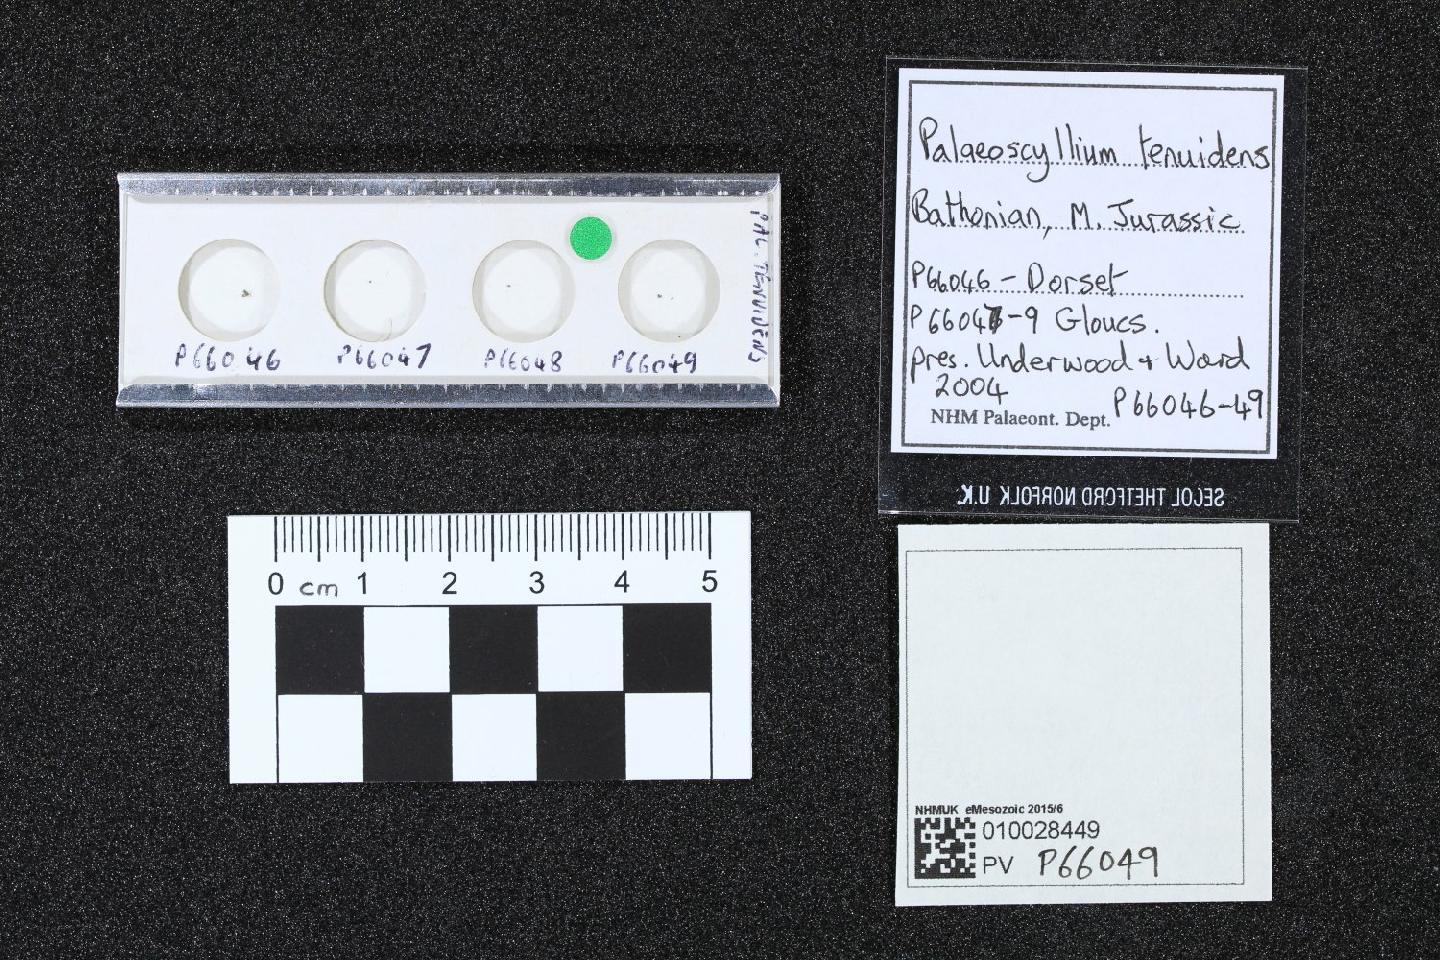 P66046 P66047 P66048 P66049
PAL. TENUIDENS
Palaeoscyllium tenuidens
Bathonian, M. Jurassic
P66046 - Dorset
P66047-9 Gloucs.
pres. Underwood + Ward
2004
P66046-49
NHM Palaeont. Dept.
SEGOL THETFORD NORFOLK U.K.
0 cm 1 2 3 4 5
NHMUK eMesozoic 2015/6
010028449
PV P66049